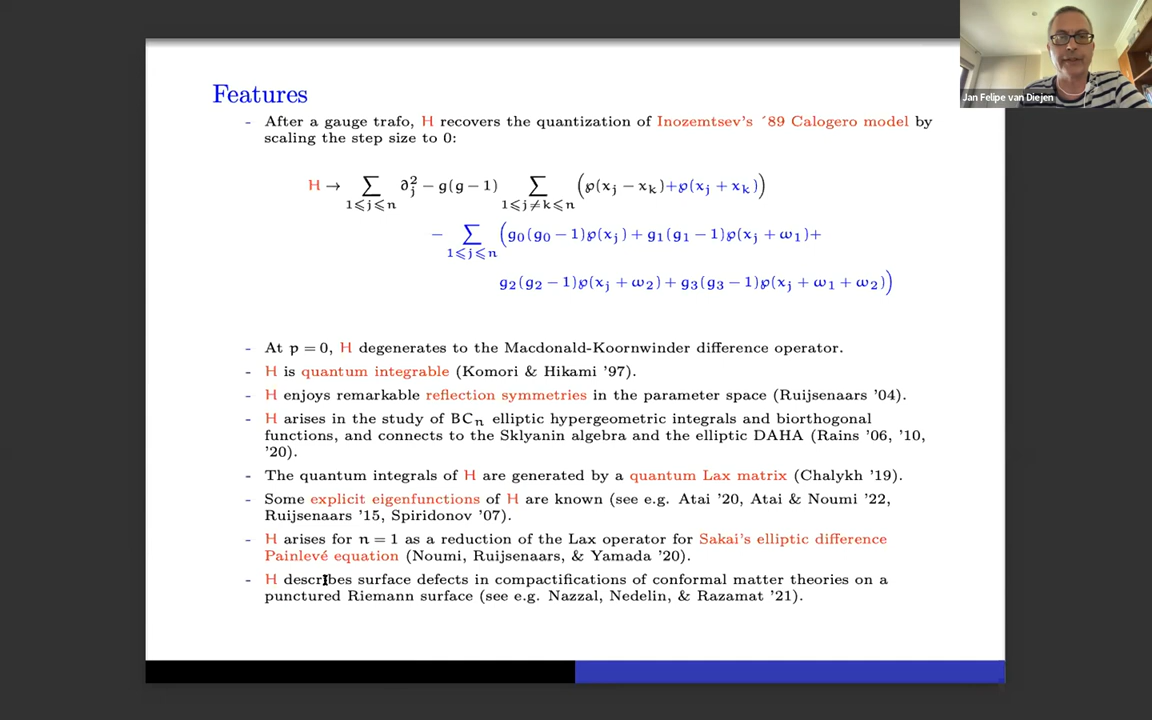 Jan Felipe van Diejen
Features
- After a gauge trafo, H recovers the quantization of Inozemtsev's ´89 Calogero model by
scaling the step size to 0:
H → ∑ ∂²ⱼ − g(g − 1) ∑ (℘(xⱼ − xₖ)+℘(xⱼ + xₖ))
1⩽j⩽n 1⩽j≠k⩽n
− ∑ (g₀(g₀ − 1)℘(xⱼ) + g₁(g₁ − 1)℘(xⱼ + ω₁)+
1⩽j⩽n
g₂(g₂ − 1)℘(xⱼ + ω₂) + g₃(g₃ − 1)℘(xⱼ + ω₁ + ω₂))
- At p = 0, H degenerates to the Macdonald-Koornwinder difference operator.
- H is quantum integrable (Komori & Hikami '97).
- H enjoys remarkable reflection symmetries in the parameter space (Ruijsenaars '04).
- H arises in the study of BCₙ elliptic hypergeometric integrals and biorthogonal
functions, and connects to the Sklyanin algebra and the elliptic DAHA (Rains '06, '10,
'20).
- The quantum integrals of H are generated by a quantum Lax matrix (Chalykh '19).
- Some explicit eigenfunctions of H are known (see e.g. Atai '20, Atai & Noumi '22,
Ruijsenaars '15, Spiridonov '07).
- H arises for n = 1 as a reduction of the Lax operator for Sakai's elliptic difference
Painlevé equation (Noumi, Ruijsenaars, & Yamada '20).
- H describes surface defects in compactifications of conformal matter theories on a
punctured Riemann surface (see e.g. Nazzal, Nedelin, & Razamat '21).